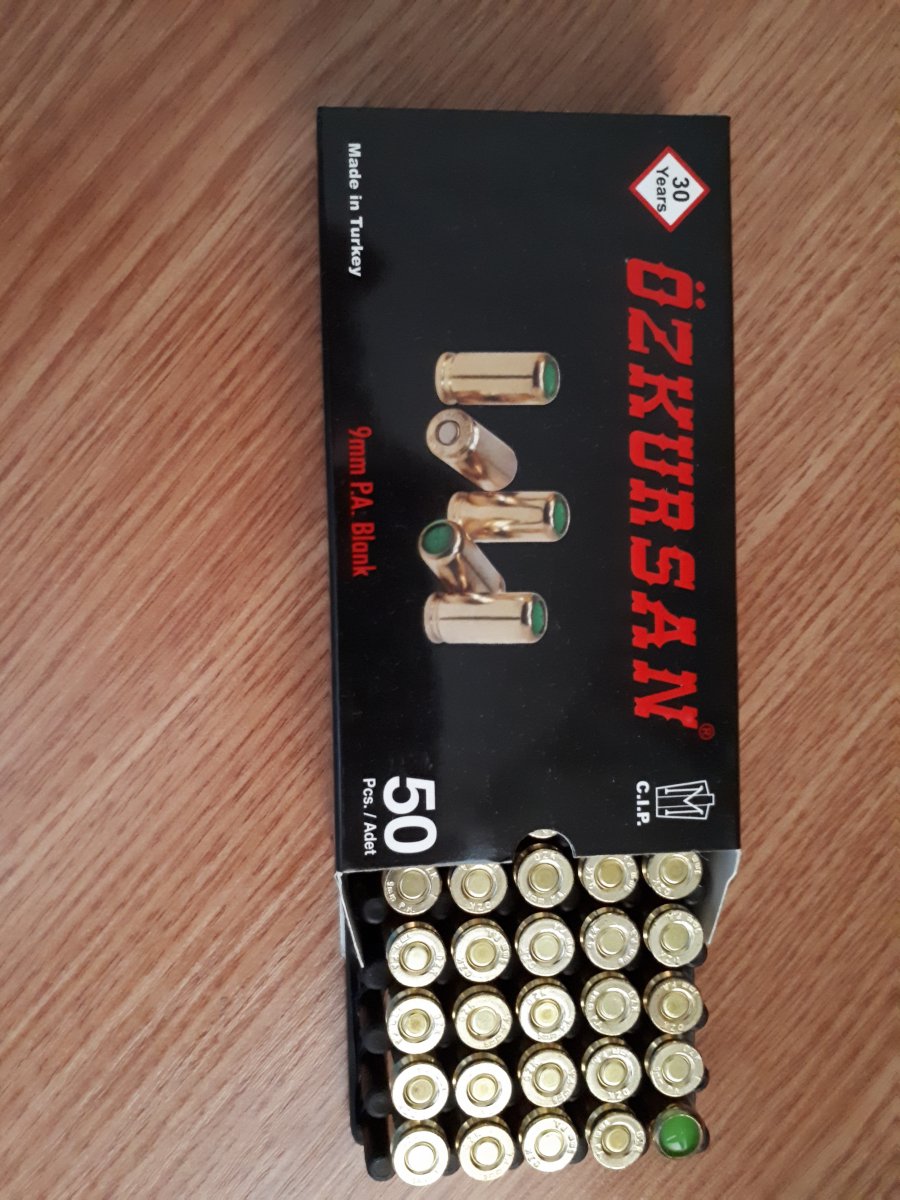 30
Years
ÖZKURSAN®
C.I.P.
Made in Turkey
9mm P.A. Blank
50
Pcs. / Adet